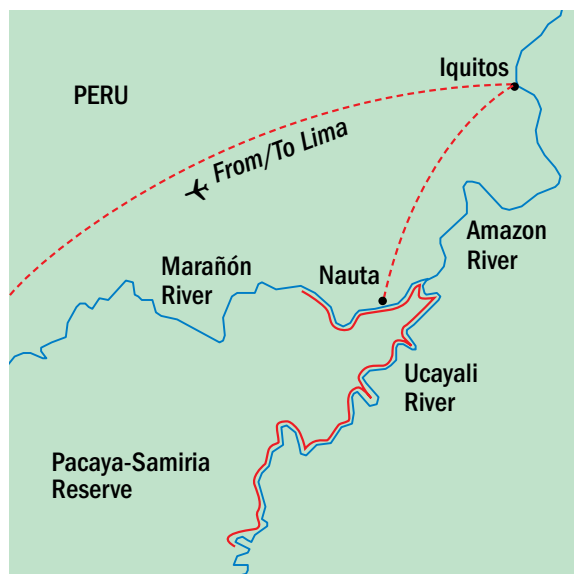 Iquitos
PERU
From/To Lima
Amazon
River
Marañón
River
Nauta
Ucayali
River
Pacaya-Samiria
Reserve